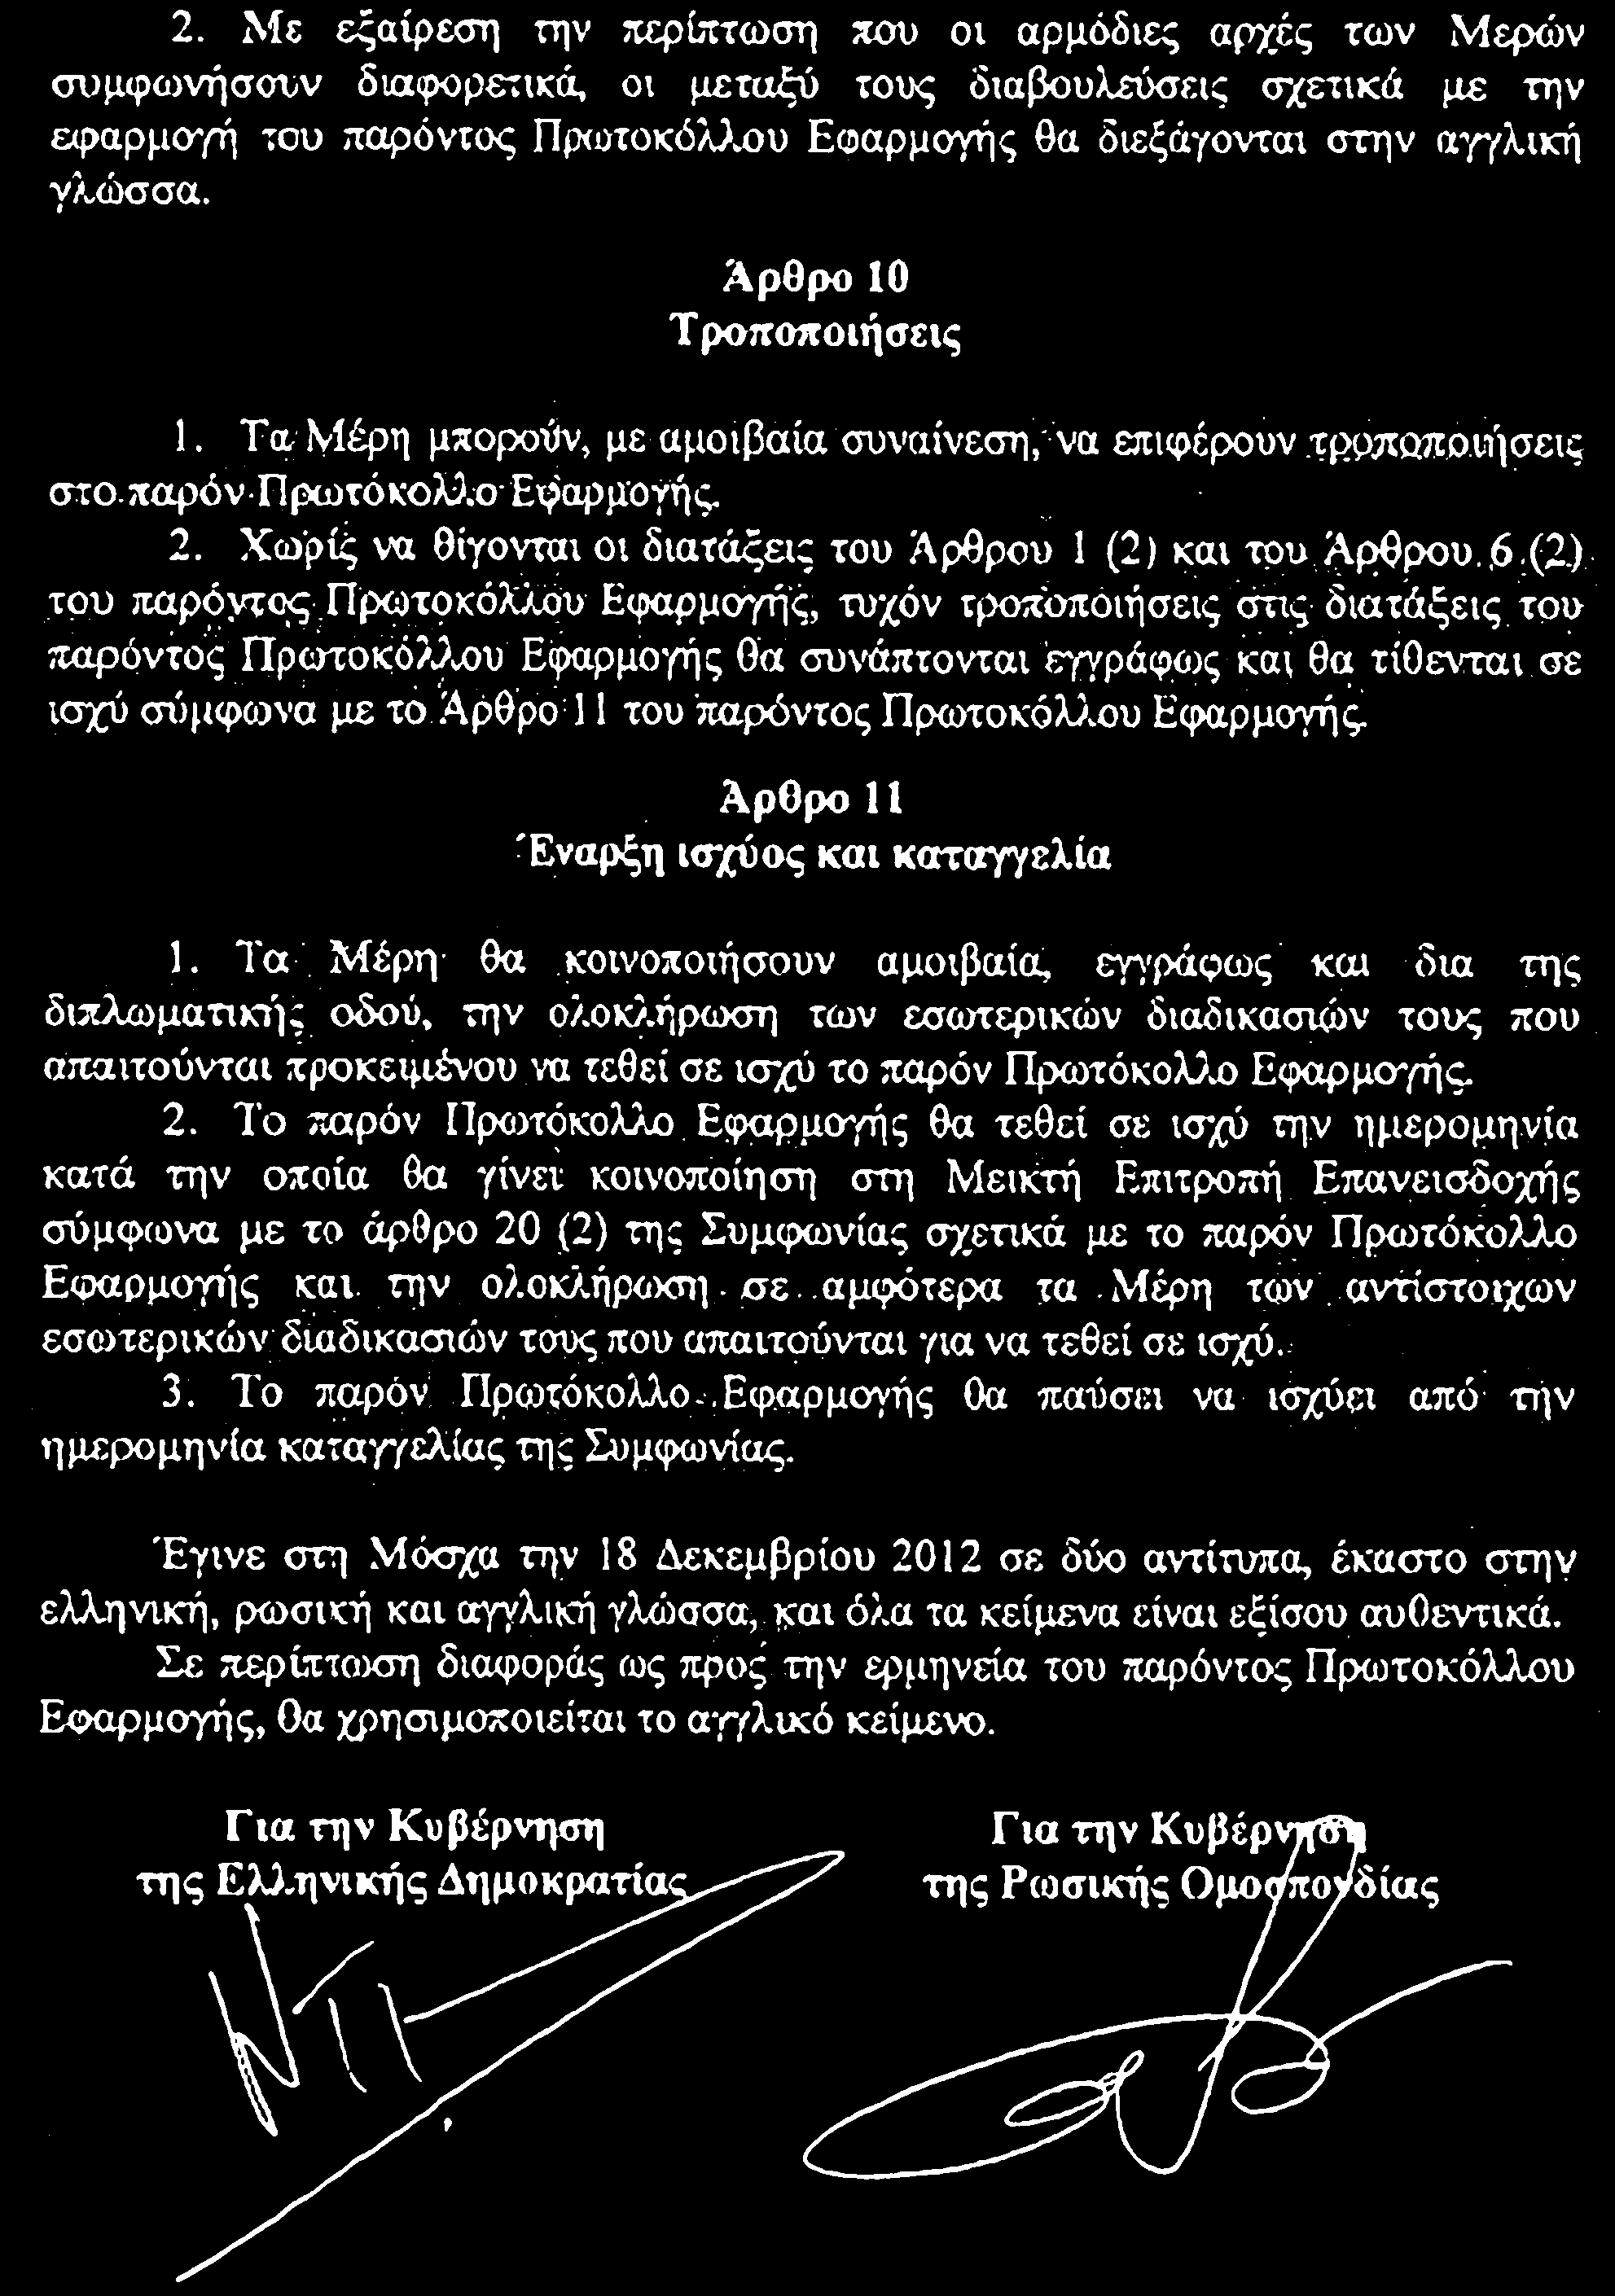 2. Με εξαίρεση την περίπτωση που οι αρμόδιες αρχές των Μερών
συμφωνήσουν διαφορετικά, οι μεταξύ τους διαβουλεύσεις σχετικά με την
εφαρμογή του παρόντος Πρωτοκόλλου Εφαρμογής θα διεξάγονται στην αγγλική
γλώσσα.
Άρθρο 10
Τροποποιήσεις
1. Τα Μέρη μπορούν, με αμοιβαία συναίνεση, να επιφέρουν τροποποιήσεις
στο παρόν Πρωτόκολλο Εφαρμογής.
2. Χωρίς να θίγονται οι διατάξεις του Άρθρου 1 (2) και του Άρθρου 6 (2)
του παρόντος Πρωτοκόλλου Εφαρμογής, τυχόν τροποποιήσεις στις διατάξεις του
παρόντος Πρωτοκόλλου Εφαρμογής θα συνάπτονται εγγράφως και θα τίθενται σε
ισχύ σύμφωνα με το Άρθρο 11 του παρόντος Πρωτοκόλλου Εφαρμογής.
Άρθρο 11
Έναρξη ισχύος και καταγγελία
1. Τα Μέρη θα κοινοποιήσουν αμοιβαία, εγγράφως και δια της
διπλωματικής οδού, την ολοκλήρωση των εσωτερικών διαδικασιών τους που
απαιτούνται προκειμένου να τεθεί σε ισχύ το παρόν Πρωτόκολλο Εφαρμογής.
2. Το παρόν Πρωτόκολλο Εφαρμογής θα τεθεί σε ισχύ την ημερομηνία
κατά την οποία θα γίνει κοινοποίηση στη Μεικτή Επιτροπή Επανεισδοχής
σύμφωνα με το άρθρο 20 (2) της Συμφωνίας σχετικά με το παρόν Πρωτόκολλο
Εφαρμογής και την ολοκλήρωση σε αμφότερα τα Μέρη των αντίστοιχων
εσωτερικών διαδικασιών τους που απαιτούνται για να τεθεί σε ισχύ.
3. Το παρόν Πρωτόκολλο Εφαρμογής θα παύσει να ισχύει από την
ημερομηνία καταγγελίας της Συμφωνίας.
Έγινε στη Μόσχα την 18 Δεκεμβρίου 2012 σε δύο αντίτυπα, έκαστο στην
ελληνική, ρωσική και αγγλική γλώσσα, και όλα τα κείμενα είναι εξίσου αυθεντικά.
Σε περίπτωση διαφοράς ως προς την ερμηνεία του παρόντος Πρωτοκόλλου
Εφαρμογής, θα χρησιμοποιείται το αγγλικό κείμενο.
Για την Κυβέρνηση
της Ελληνικής Δημοκρατίας
Για την Κυβέρνηση
της Ρωσικής Ομοσπονδίας